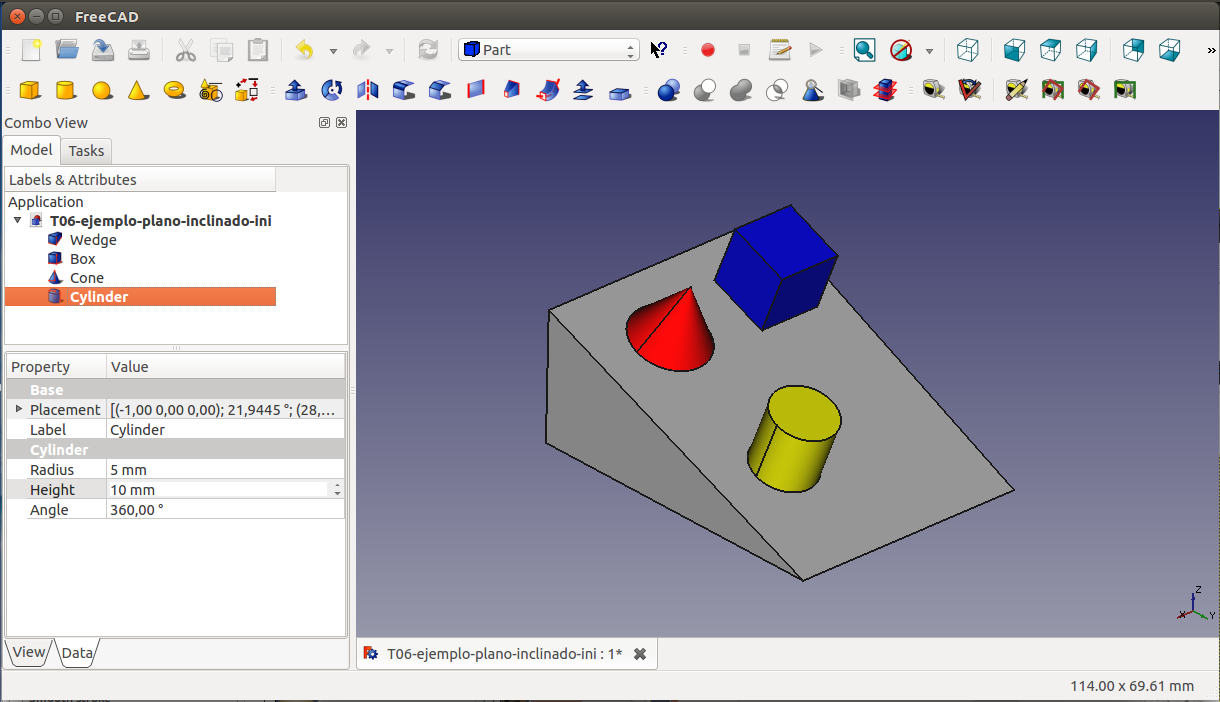 FreeCAD
Part
»
Combo View
Model Tasks
Labels & Attributes
Application
T06-ejemplo-plano-inclinado-ini
Wedge
Box
Cone
Cylinder
Property Value
Base
Placement [(-1,00 0,00 0,00); 21,9445 °; (28,...
Label Cylinder
Cylinder
Radius 5 mm
Height 10 mm
Angle 360,00 °
View Data
Z
X Y
T06-ejemplo-plano-inclinado-ini : 1*
114.00 x 69.61 mm